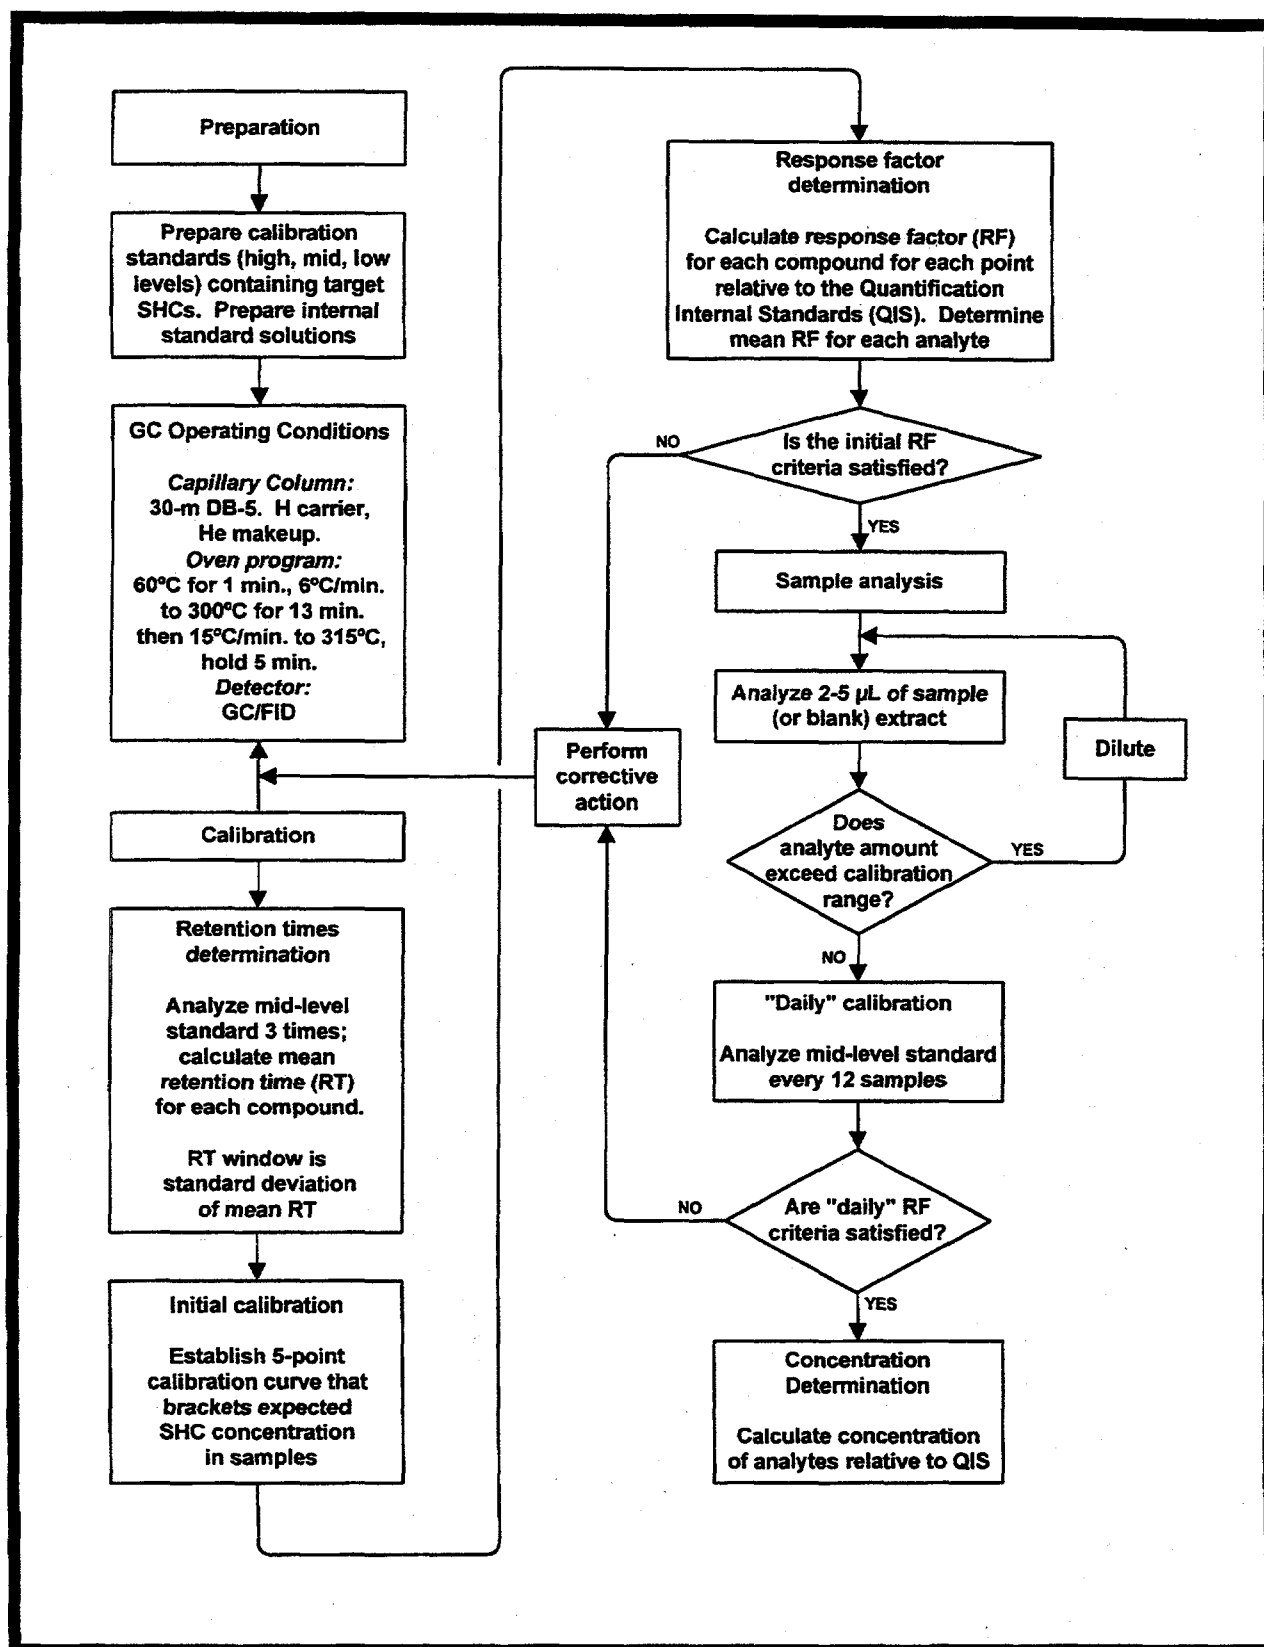 Preparation
Prepare calibration
standards (high, mid, low
levels) containing target
SHCs.  Prepare internal
standard solutions
GC Operating Conditions
Capillary Column:
30-m DB-5.  H carrier,
He makeup.
Oven program:
60°C for 1 min., 6°C/min.
to 300°C for 13 min.
then 15°C/min. to 315°C,
hold 5 min.
Detector:
GC/FID
Calibration
Retention times
determination
Analyze mid-level
standard 3 times;
calculate mean
retention time (RT)
for each compound.
RT window is
standard deviation
of mean RT
Initial calibration
Establish 5-point
calibration curve that
brackets expected
SHC concentration
in samples
Response factor
determination
Calculate response factor (RF)
for each compound for each point
relative to the Quantification
Internal Standards (QIS).  Determine
mean RF for each analyte
Is the initial RF
criteria satisfied?
NO
YES
Perform
corrective
action
Sample analysis
Analyze 2-5 µL of sample
(or blank) extract
Dilute
Does
analyte amount
exceed calibration
range?
YES
NO
"Daily" calibration
Analyze mid-level standard
every 12 samples
Are "daily" RF
criteria satisfied?
NO
YES
Concentration
Determination
Calculate concentration
of analytes relative to QIS